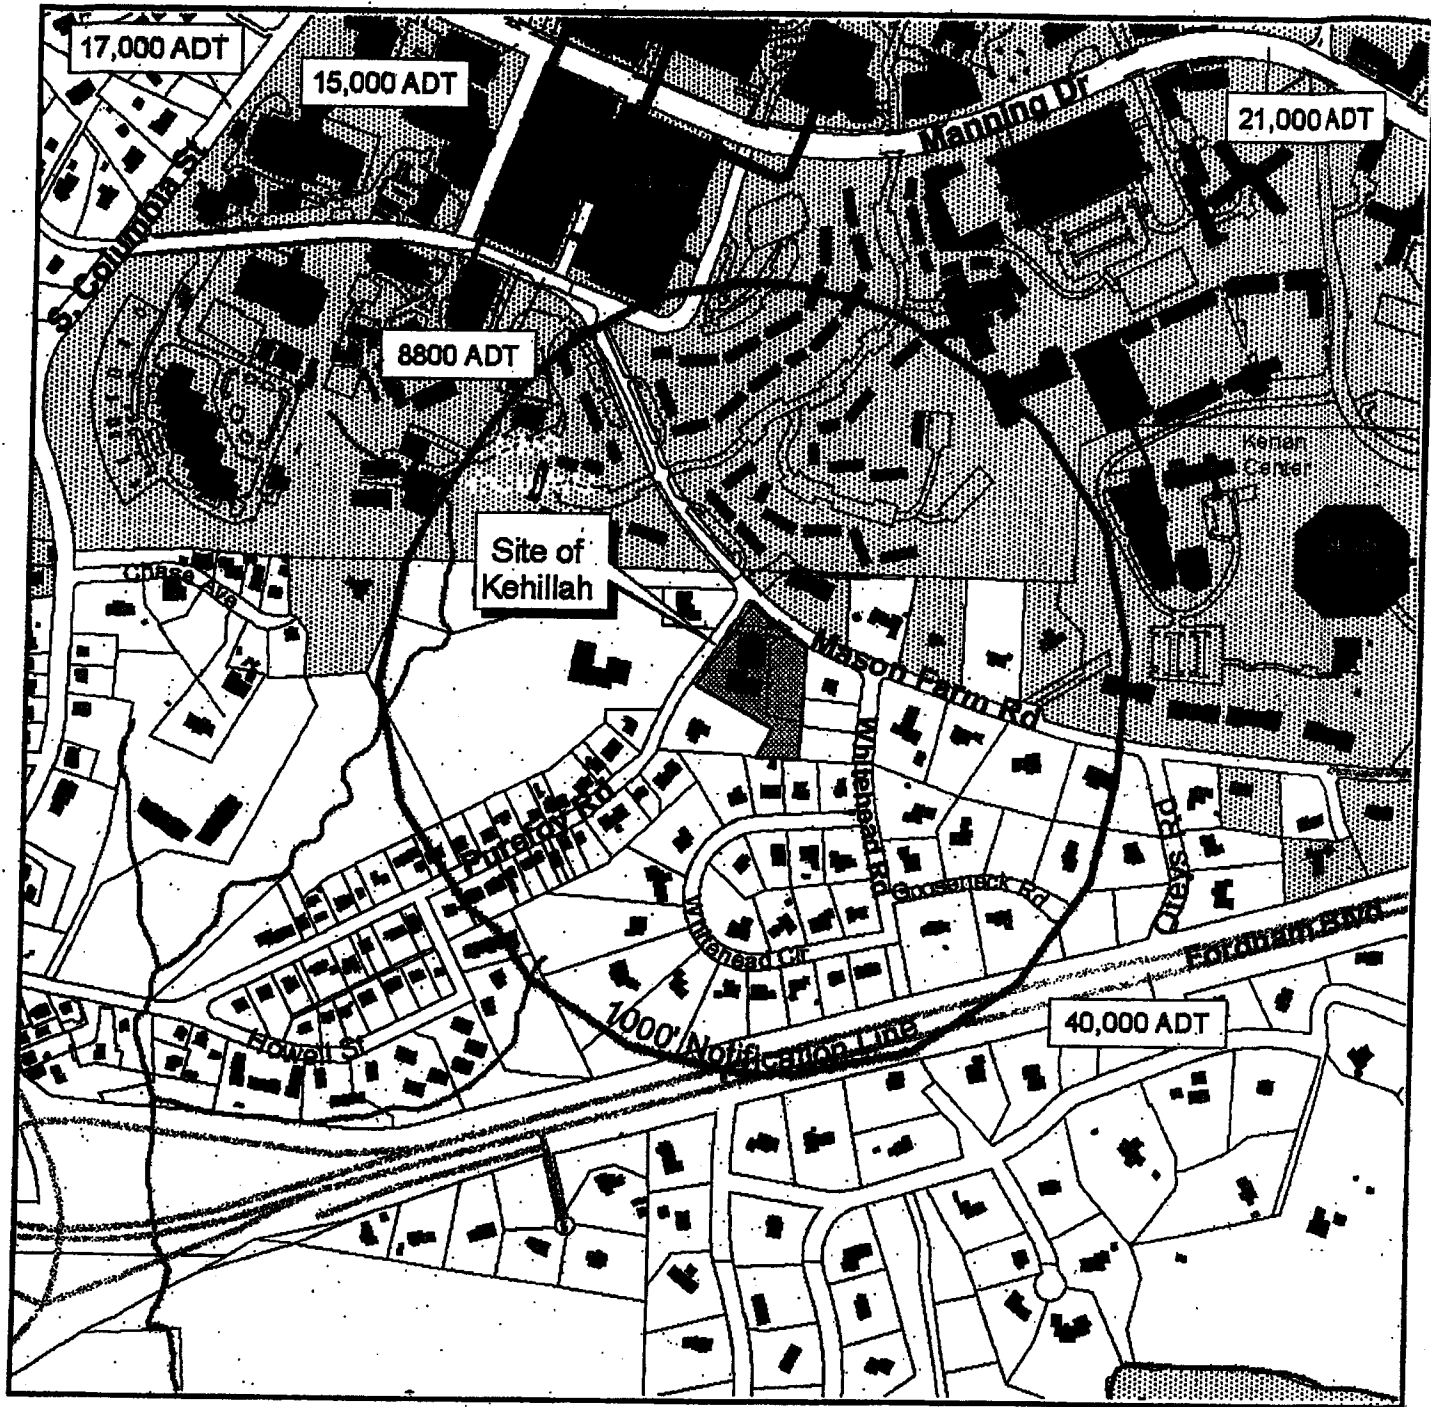 17,000 ADT
15,000 ADT
Manning Dr
21,000 ADT
S. Columbia St
8800 ADT
Kenan
Center
Site of
Kehillah
Chase Ave
Mason Farm Rd
Whitehead Rd
Purefoy Rd
Oteys Rd
Gooseneck Rd
Whitehead Cir
Fordham Blvd
1000' Notification Line
40,000 ADT
Howell St